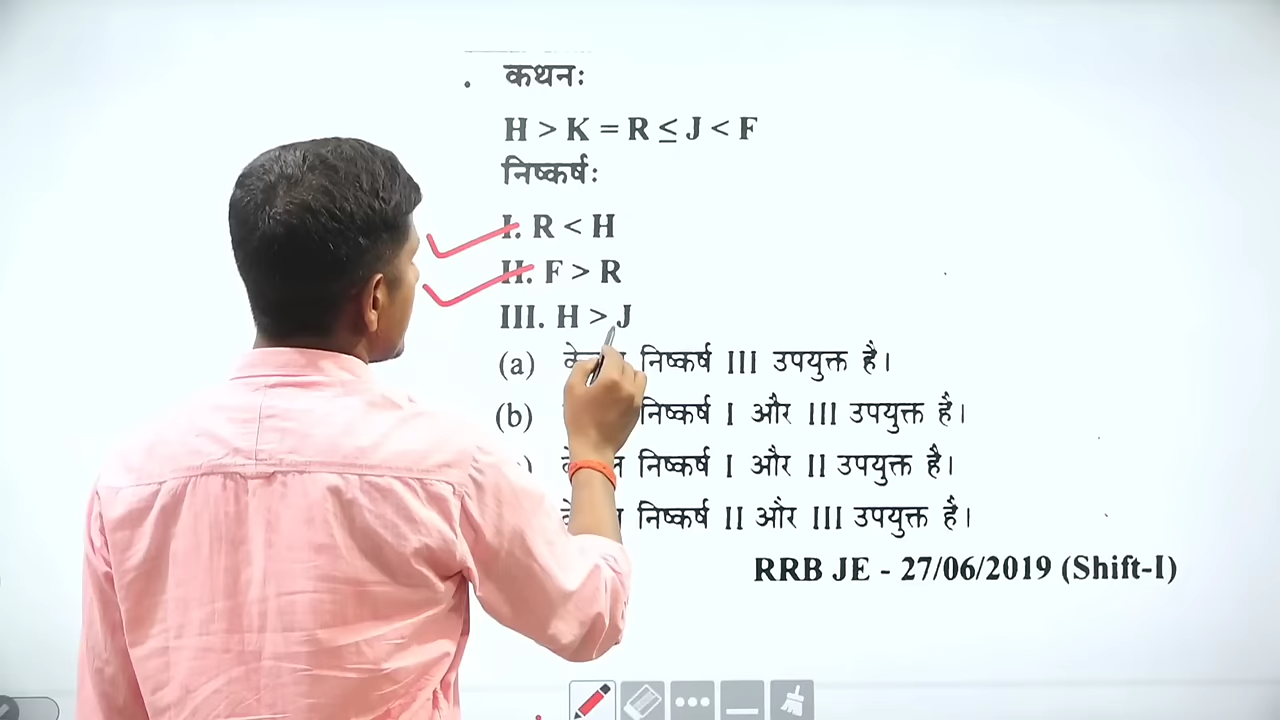 कथनः
H > K = R ≤ J < F
निष्कर्षः
I. R < H
II. F > R
III. H > J
(a) निष्कर्ष III उपयुक्त है।
(b) निष्कर्ष I और III उपयुक्त है।
निष्कर्ष I और II उपयुक्त है।
निष्कर्ष II और III उपयुक्त है।
RRB JE - 27/06/2019 (Shift-I)